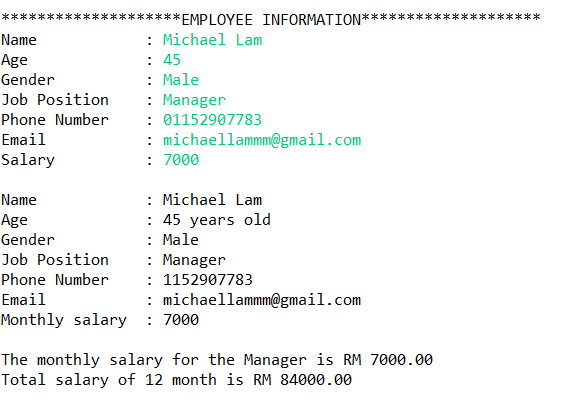 ********************EMPLOYEE INFORMATION********************
Name            : Michael Lam
Age             : 45
Gender          : Male
Job Position    : Manager
Phone Number    : 01152907783
Email           : michaellammm@gmail.com
Salary          : 7000

Name            : Michael Lam
Age             : 45 years old
Gender          : Male
Job Position    : Manager
Phone Number    : 1152907783
Email           : michaellammm@gmail.com
Monthly salary  : 7000

The monthly salary for the Manager is RM 7000.00
Total salary of 12 month is RM 84000.00